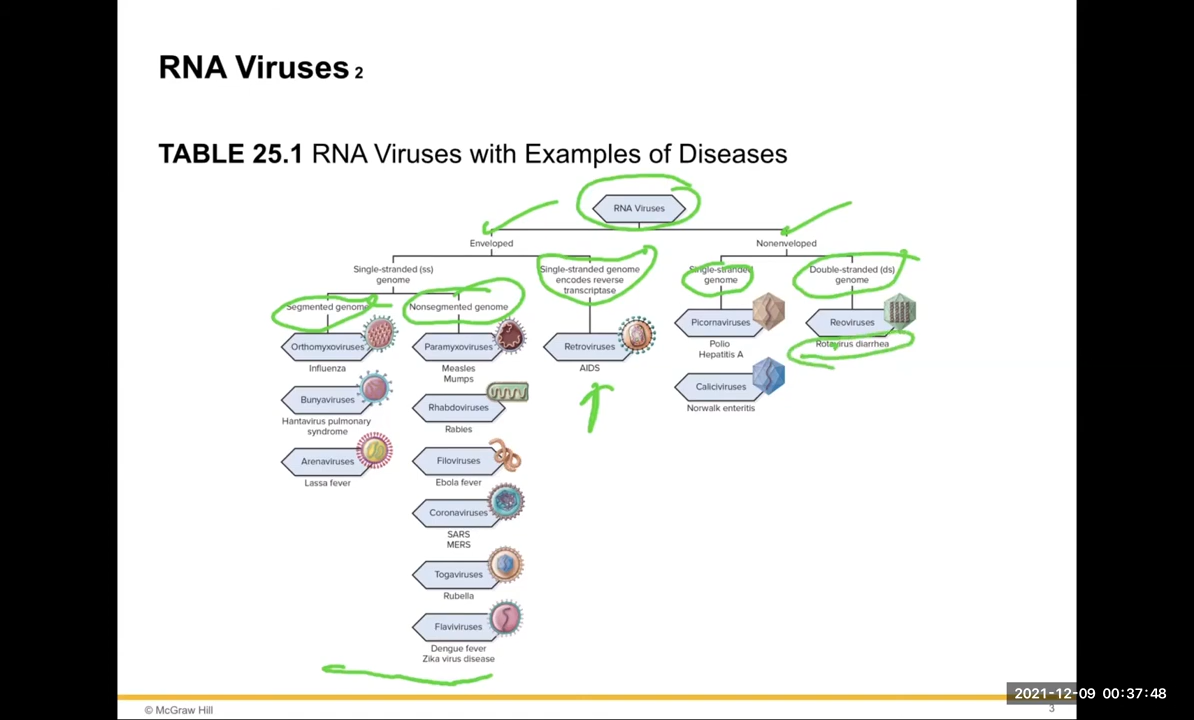 RNA Viruses 2
TABLE 25.1 RNA Viruses with Examples of Diseases
RNA Viruses
Enveloped
Nonenveloped
Single-stranded (ss)
genome
Single-stranded genome
encodes reverse
transcriptase
Single-stranded
genome
Double-stranded (ds)
genome
Segmented genome
Nonsegmented genome
Orthomyxoviruses
Influenza
Bunyaviruses
Hantavirus pulmonary
syndrome
Arenaviruses
Lassa fever
Paramyxoviruses
Measles
Mumps
Rhabdoviruses
Rabies
Filoviruses
Ebola fever
Coronaviruses
SARS
MERS
Togaviruses
Rubella
Flaviviruses
Dengue fever
Zika virus disease
Retroviruses
AIDS
Picornaviruses
Polio
Hepatitis A
Caliciviruses
Norwalk enteritis
Reoviruses
Rotavirus diarrhea
2021-12-09 00:37:48
© McGraw Hill
3